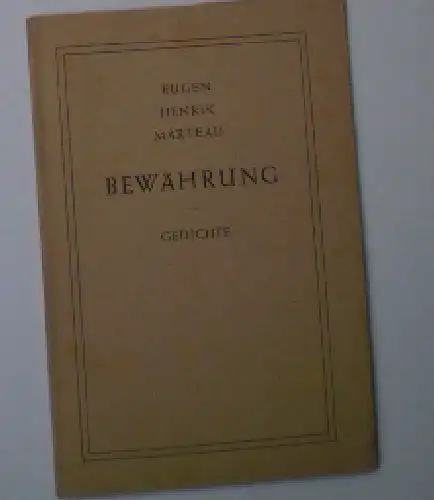 EUGEN
HENRIK
MARTEAU
BEWÄHRUNG
GEDICHTE